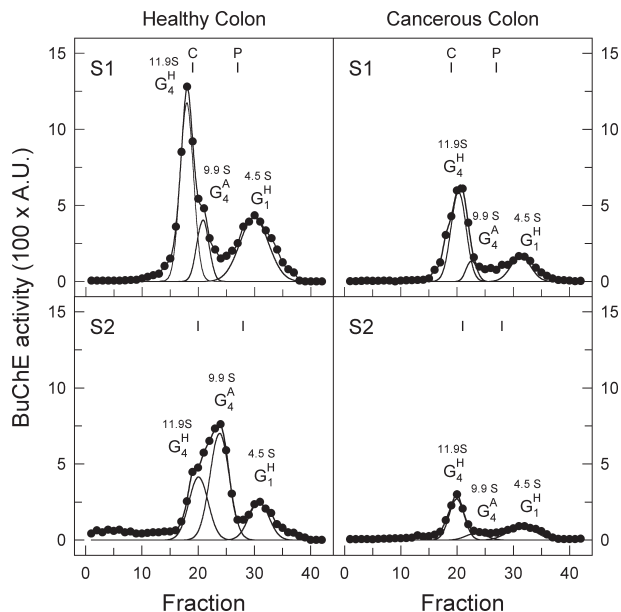 Healthy Colon Cancerous Colon
BuChE activity (100 x A.U.)
15
10
5
0
S1
C P
11.9S
G4H
9.9 S
G4A
4.5 S
G1H
S1
C P
11.9S
G4H
9.9 S
G4A
4.5 S
G1H
15
10
5
0
15
10
5
0
S2
11.9S
G4H
9.9 S
G4A
4.5 S
G1H
0 10 20 30 40
S2
11.9S
G4H
9.9 S
G4A
4.5 S
G1H
15
10
5
0
0 10 20 30 40
Fraction Fraction